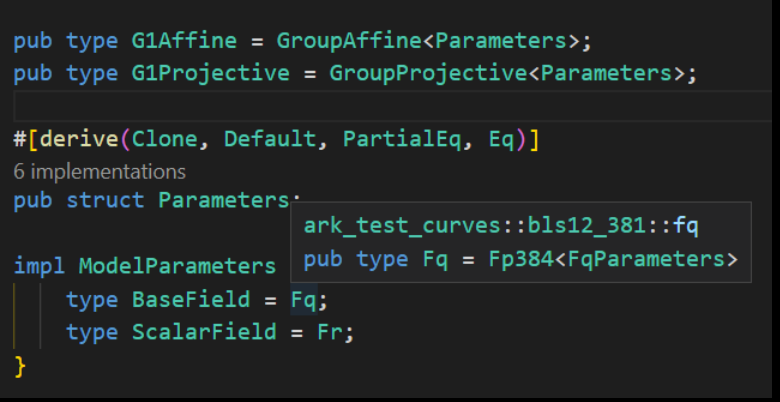 pub type G1Affine = GroupAffine<Parameters>;
pub type G1Projective = GroupProjective<Parameters>;
#[derive(Clone, Default, PartialEq, Eq)]
6 implementations
pub struct Parameters;
ark_test_curves::bls12_381::fq
pub type Fq = Fp384<FqParameters>
impl ModelParameters
type BaseField = Fq;
type ScalarField = Fr;
}